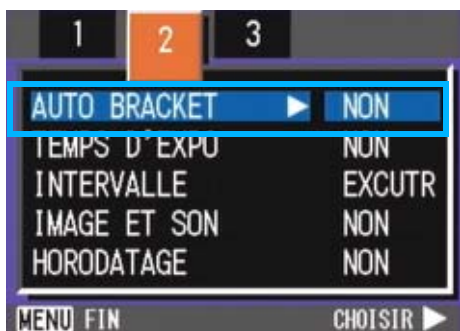 1 2 3
AUTO BRACKET ▶ NON
TEMPS D'EXPO NON
INTERVALLE EXCUTR
IMAGE ET SON NON
HORODATAGE NON
MENU FIN CHOISIR ▶